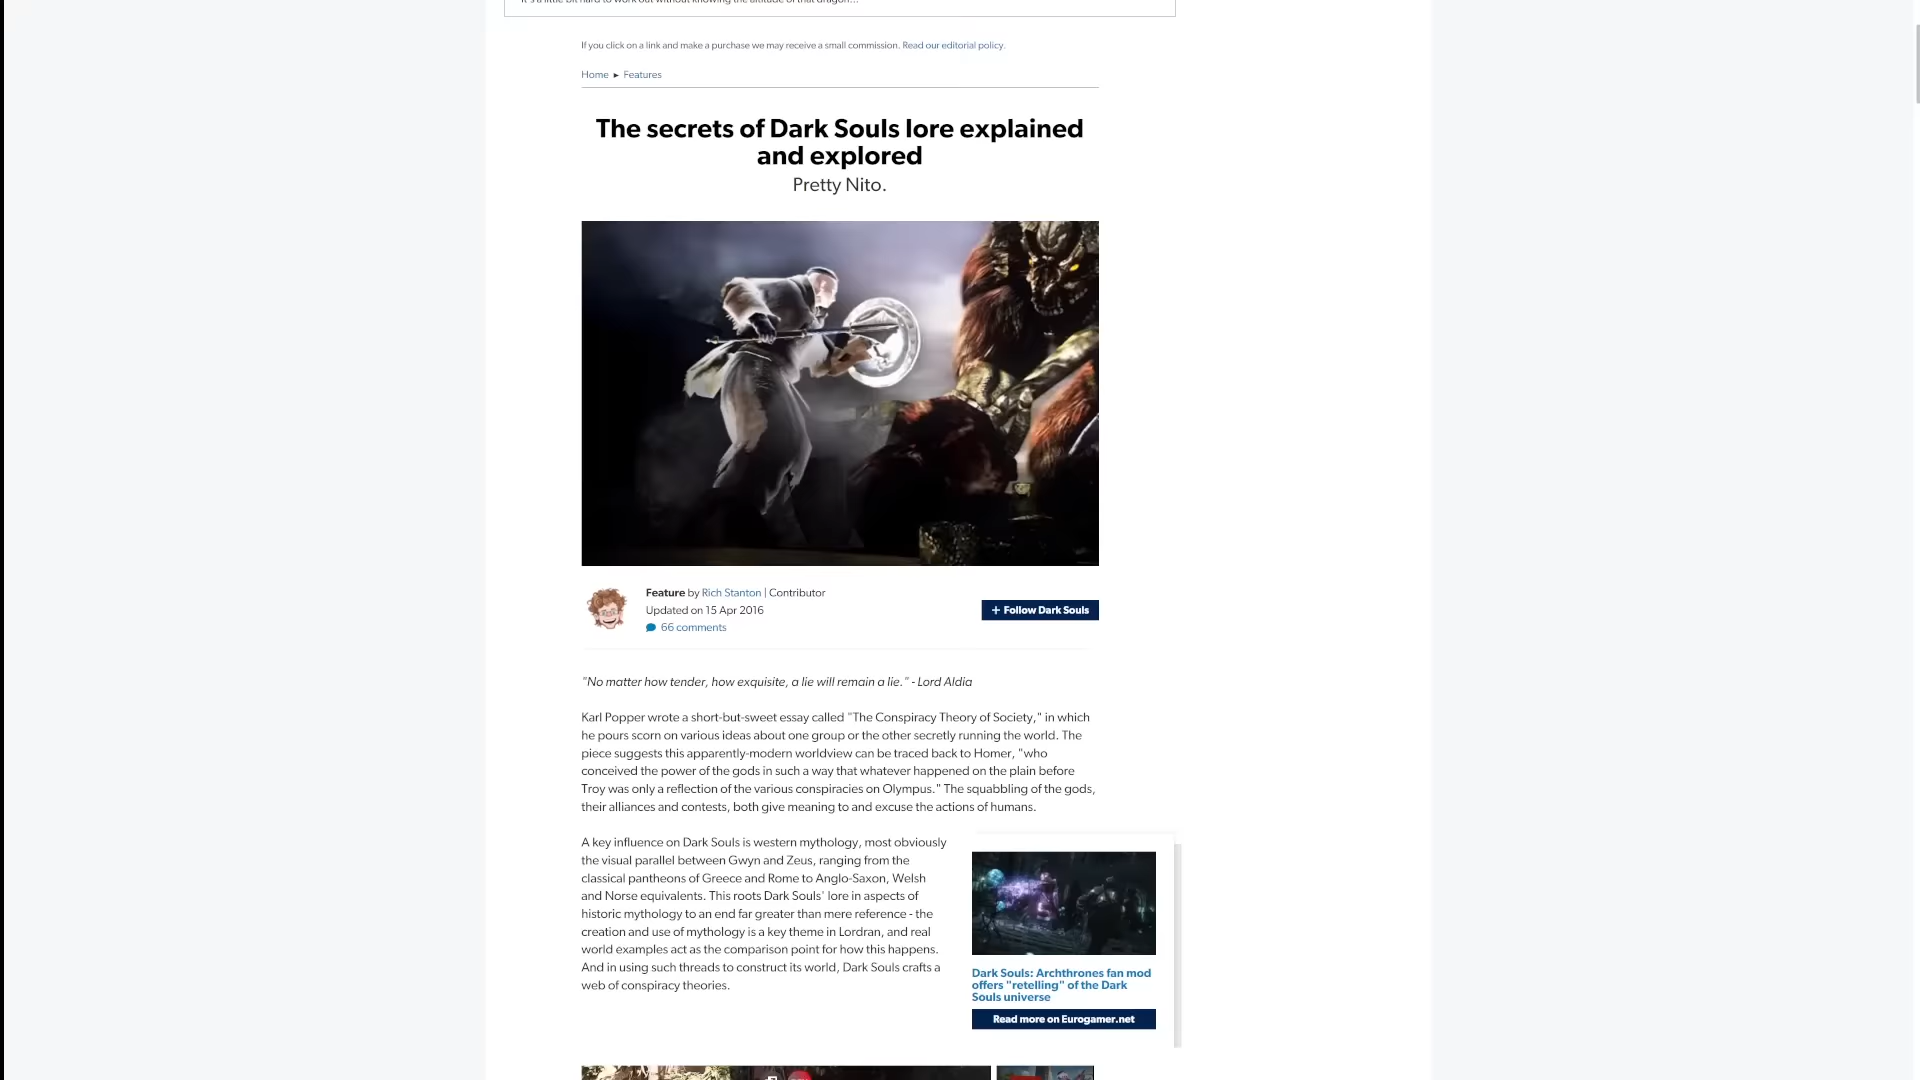 It's a little bit hard to work out without knowing the altitude of that dragon...
If you click on a link and make a purchase we may receive a small commission. Read our editorial policy.
Home ▸ Features
The secrets of Dark Souls lore explained
and explored
Pretty Nito.
Feature by Rich Stanton | Contributor
Updated on 15 Apr 2016
66 comments
+ Follow Dark Souls
"No matter how tender, how exquisite, a lie will remain a lie." - Lord Aldia
Karl Popper wrote a short-but-sweet essay called "The Conspiracy Theory of Society," in which
he pours scorn on various ideas about one group or the other secretly running the world. The
piece suggests this apparently-modern worldview can be traced back to Homer, "who
conceived the power of the gods in such a way that whatever happened on the plain before
Troy was only a reflection of the various conspiracies on Olympus." The squabbling of the gods,
their alliances and contests, both give meaning to and excuse the actions of humans.
A key influence on Dark Souls is western mythology, most obviously
the visual parallel between Gwyn and Zeus, ranging from the
classical pantheons of Greece and Rome to Anglo-Saxon, Welsh
and Norse equivalents. This roots Dark Souls' lore in aspects of
historic mythology to an end far greater than mere reference - the
creation and use of mythology is a key theme in Lordran, and real
world examples act as the comparison point for how this happens.
And in using such threads to construct its world, Dark Souls crafts a
web of conspiracy theories.
Dark Souls: Archthrones fan mod
offers "retelling" of the Dark
Souls universe
Read more on Eurogamer.net